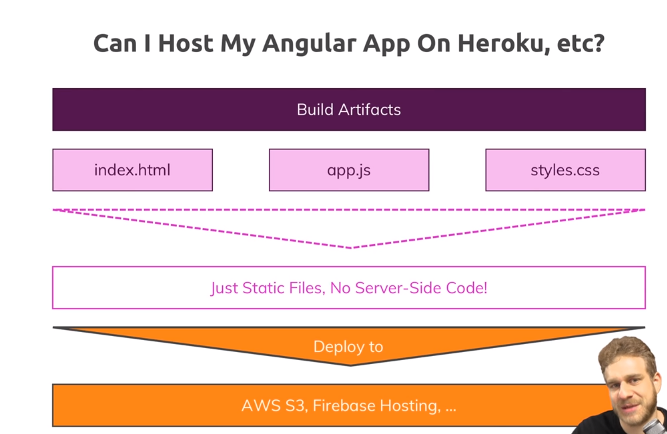 Can I Host My Angular App On Heroku, etc?
Build Artifacts
index.html
app.js
styles.css
Just Static Files, No Server-Side Code!
Deploy to
AWS S3, Firebase Hosting, ...